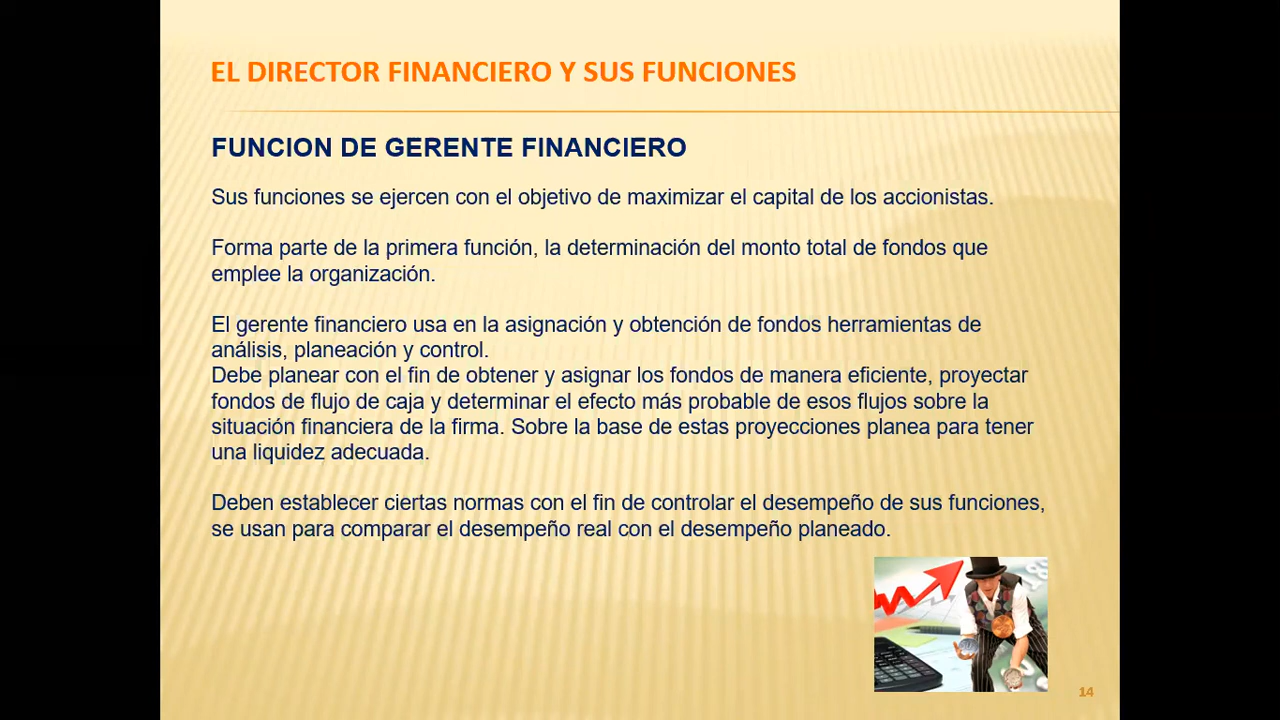 EL DIRECTOR FINANCIERO Y SUS FUNCIONES
FUNCION DE GERENTE FINANCIERO
Sus funciones se ejercen con el objetivo de maximizar el capital de los accionistas.
Forma parte de la primera función, la determinación del monto total de fondos que
emplee la organización.
El gerente financiero usa en la asignación y obtención de fondos herramientas de
análisis, planeación y control.
Debe planear con el fin de obtener y asignar los fondos de manera eficiente, proyectar
fondos de flujo de caja y determinar el efecto más probable de esos flujos sobre la
situación financiera de la firma. Sobre la base de estas proyecciones planea para tener
una liquidez adecuada.
Deben establecer ciertas normas con el fin de controlar el desempeño de sus funciones,
se usan para comparar el desempeño real con el desempeño planeado.
14